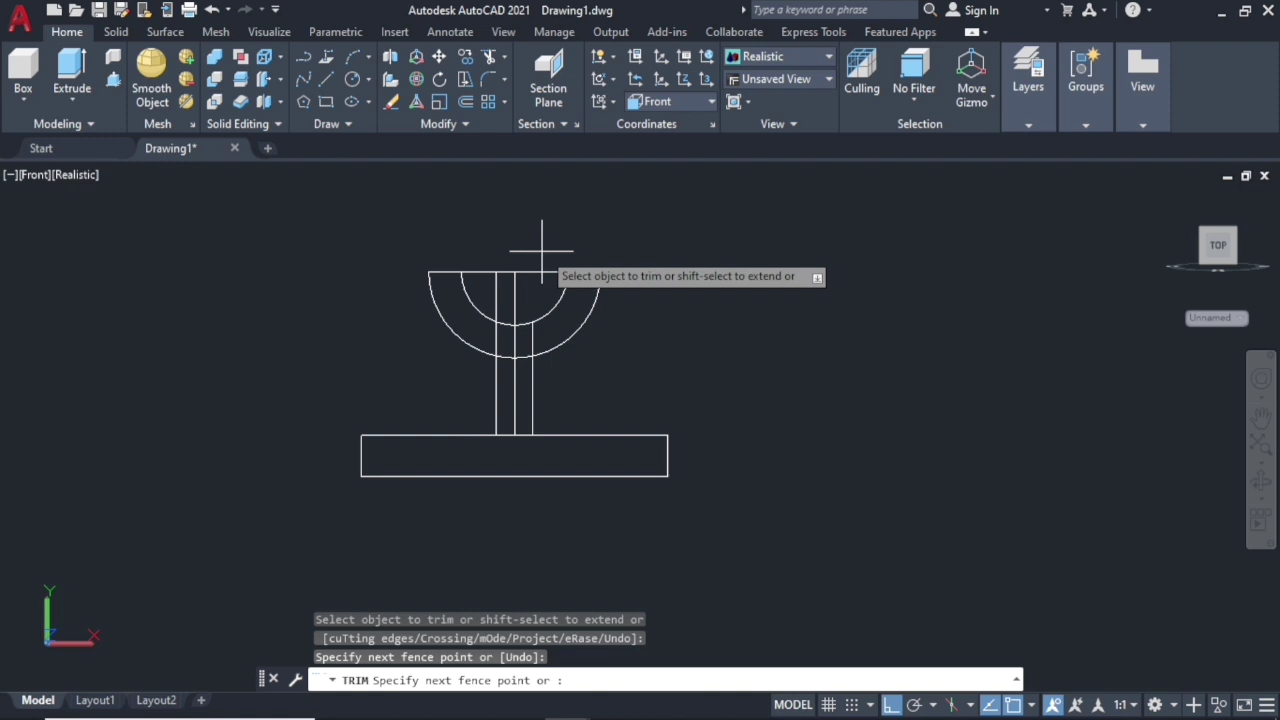 Autodesk AutoCAD 2021 Drawing1.dwg
Type a keyword or phrase
Sign In
Home Solid Surface Mesh Visualize Parametric Insert Annotate View Manage Output Add-ins Collaborate Express Tools Featured Apps
Box
Extrude
Smooth
Object
Section
Plane
Realistic
Unsaved View
Front
Culling
No Filter
Move
Gizmo
Layers
Groups
View
Modeling
Mesh
Solid Editing
Draw
Modify
Section
Coordinates
View
Selection
Start
Drawing1*
[−][Front][Realistic]
TOP
Select object to trim or shift-select to extend or
Unnamed
Y
X
Z
Select object to trim or shift-select to extend or
[cuTting edges/Crossing/mOde/Project/eRase/Undo]:
Specify next fence point or [Undo]:
TRIM Specify next fence point or :
Model Layout1 Layout2 +
MODEL
1:1